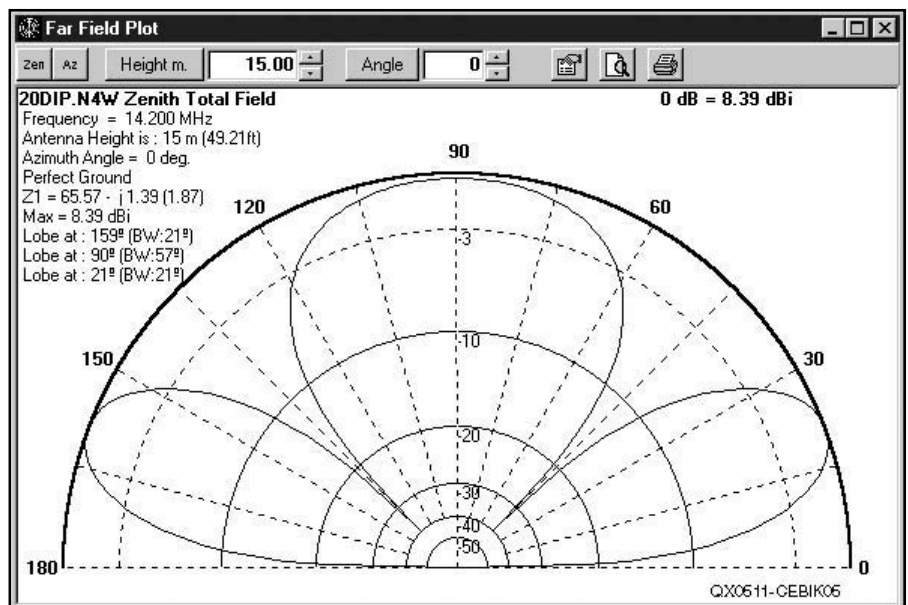 Far Field Plot
Zen Az Height m. 15.00 Angle 0
20DIP.N4W Zenith Total Field 0 dB = 8.39 dBi
Frequency = 14.200 MHz
Antenna Height is : 15 m (49.21ft)
Azimuth Angle = 0 deg.
Perfect Ground
Z1 = 65.57 - j 1.39 (1.87)
Max = 8.39 dBi
Lobe at : 159º (BW:21º)
Lobe at : 90º (BW:57º)
Lobe at : 21º (BW:21º)
90
120 60
-3
-10
150 30
-20
-30
-40
-50
180 0
QX0511-CEBIK05